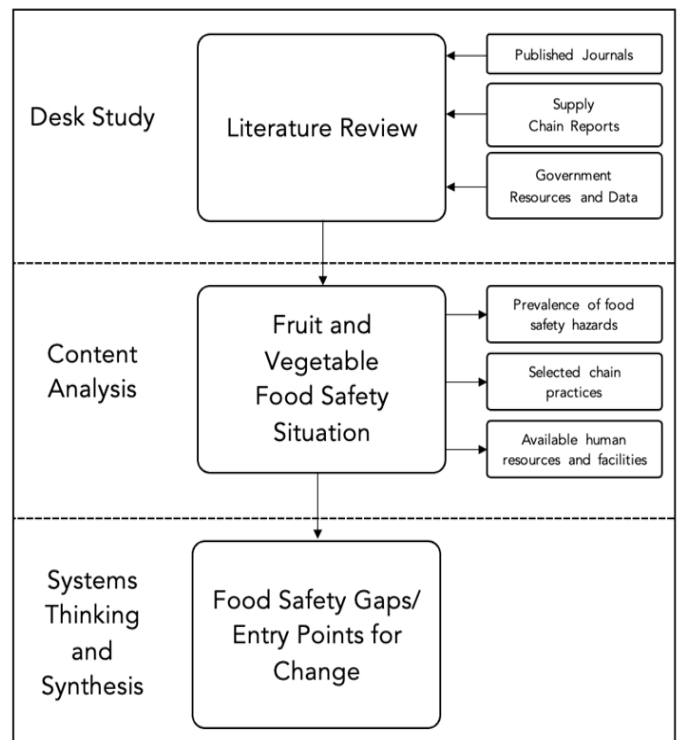 Desk Study
Literature Review
Published Journals
Supply
Chain Reports
Government
Resources and Data
Content
Analysis
Fruit and
Vegetable
Food Safety
Situation
Prevalence of food
safety hazards
Selected chain
practices
Available human
resources and facilities
Systems
Thinking
and
Synthesis
Food Safety Gaps/
Entry Points for
Change